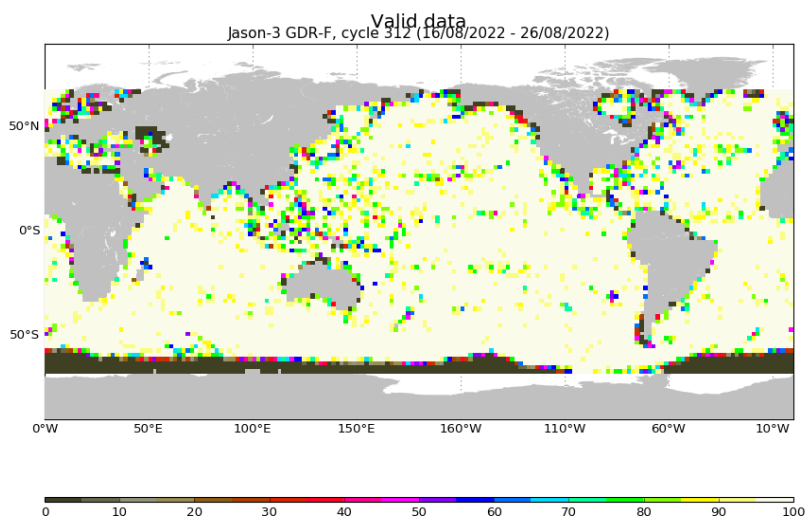 Valid data
Jason-3 GDR-F, cycle 312 (16/08/2022 - 26/08/2022)
50°N
0°S
50°S
0°W 50°E 100°E 150°E 160°W 110°W 60°W 10°W
0 10 20 30 40 50 60 70 80 90 100